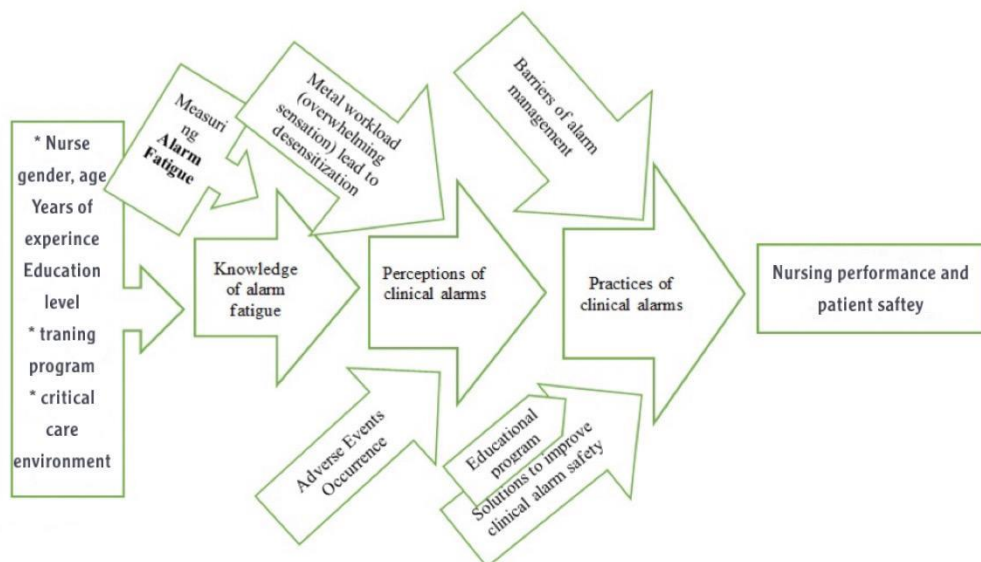 * Nurse
gender, age
Years of
experince
Education
level
* traning
program
* critical
care
environment
Measuri
ng
Alarm
Fatigue
Metal workload
(overwhelming
sensation) lead to
desensitization
Barriers of alarm
management
Knowledge
of alarm
fatigue
Perceptions of
clinical alarms
Practices of
clinical alarms
Nursing performance and
patient saftey
Adverse Events
Occurrence
Educational
program
Solutions to improve
clinical alarm safety